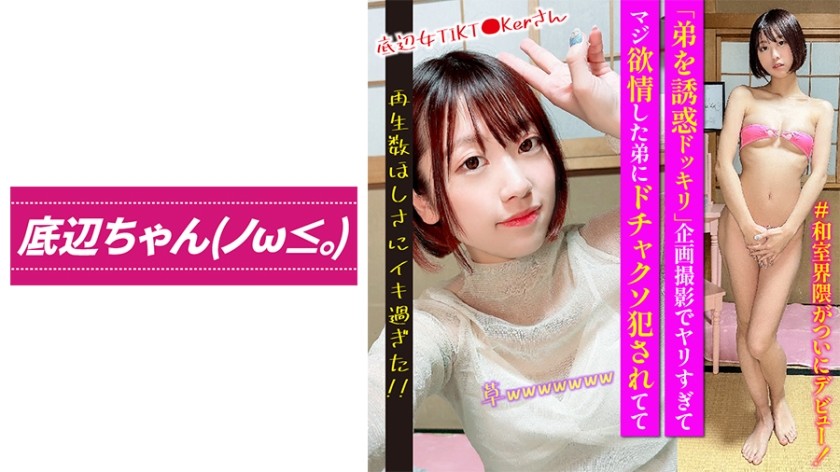 底辺ちゃん(ノω≤。)
底辺女TIKT●Kerさん
再生数ほしさにイキ過ぎた!!
「弟を誘惑ドッキリ」企画撮影でヤリすぎて
マジ欲情した弟にドチャクソ犯されてて
草wwwwwww
#和室界隈がついにデビュー!